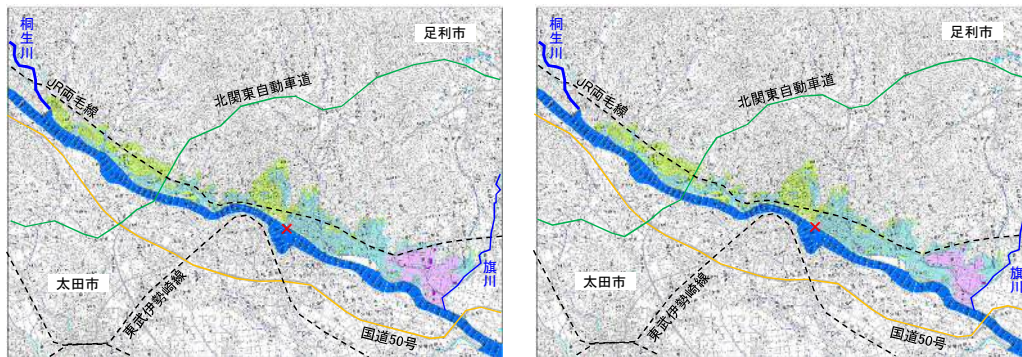 桐生川
足利市
JR両毛線
北関東自動車道
太田市
東武伊勢崎線
国道50号
旗川
桐生川
足利市
JR両毛線
北関東自動車道
太田市
東武伊勢崎線
国道50号
旗川